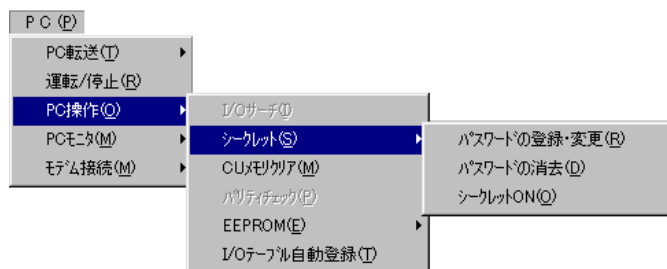 PC(P)
PC転送(T)
運転/停止(R)
PC操作(O)
PCモニタ(M)
モデム接続(M)
I/Oサーチ(I)
シークレット(S)
CUメモリクリア(M)
パリティチェック(P)
EEPROM(E)
I/Oテーブル自動登録(T)
パスワードの登録・変更(R)
パスワードの消去(D)
シークレットON(O)